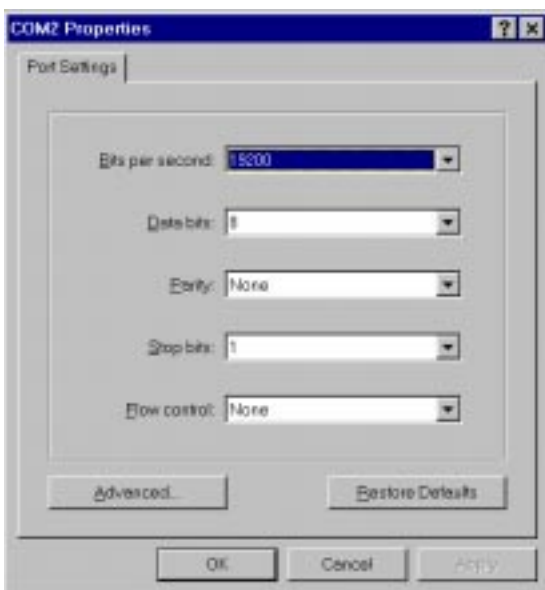 COM2 Properties
Port Settings
Bits per second: 19200
Data bits: 8
Parity: None
Stop bits: 1
Flow control: None
Advanced...
Restore Defaults
OK
Cancel
Apply